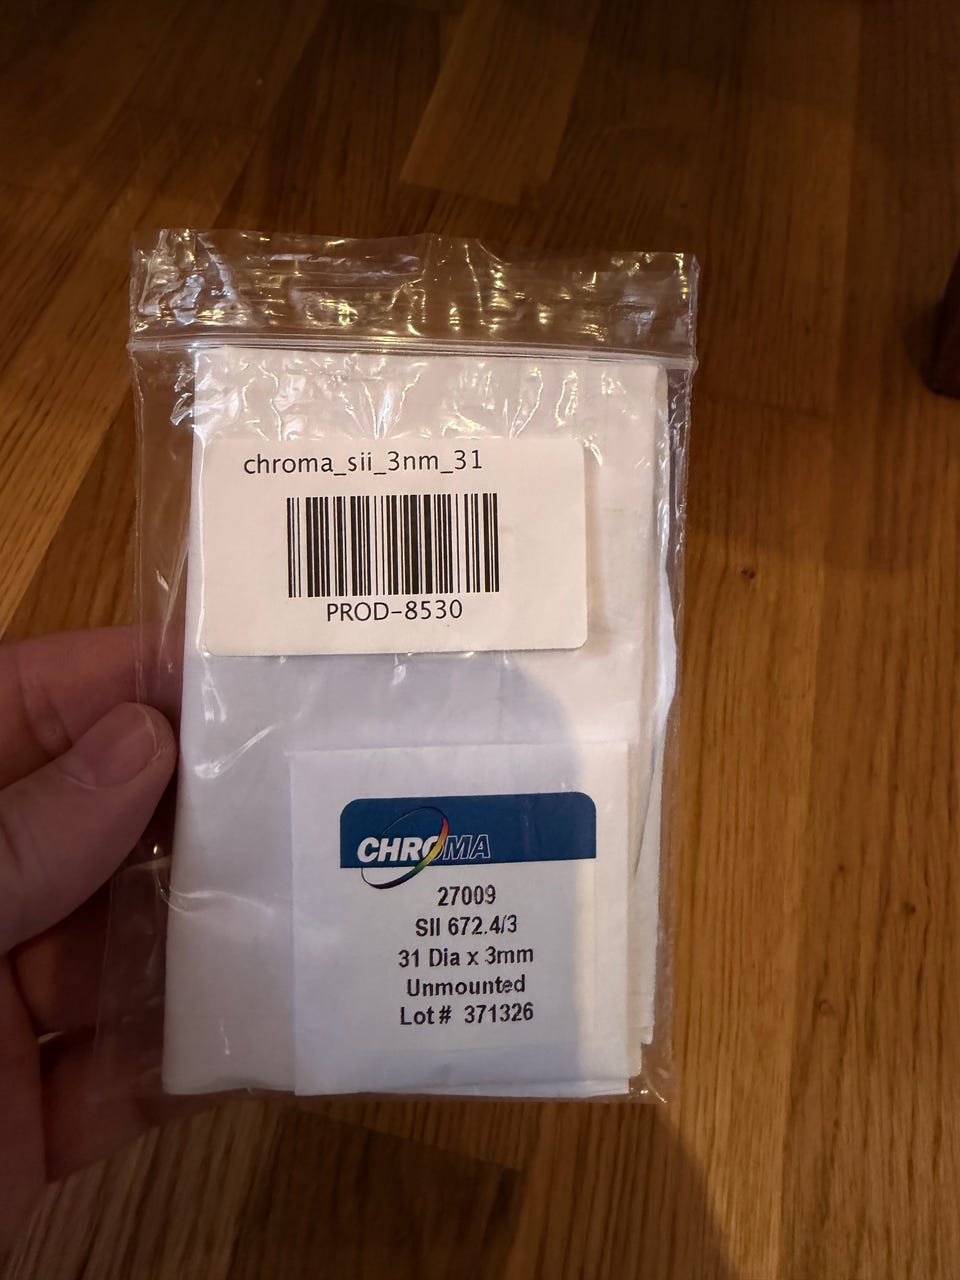 chroma_sii_3nm_31
PROD-8530
CHROMA
27009
SII 672.4/3
31 Dia x 3mm
Unmounted
Lot # 371326